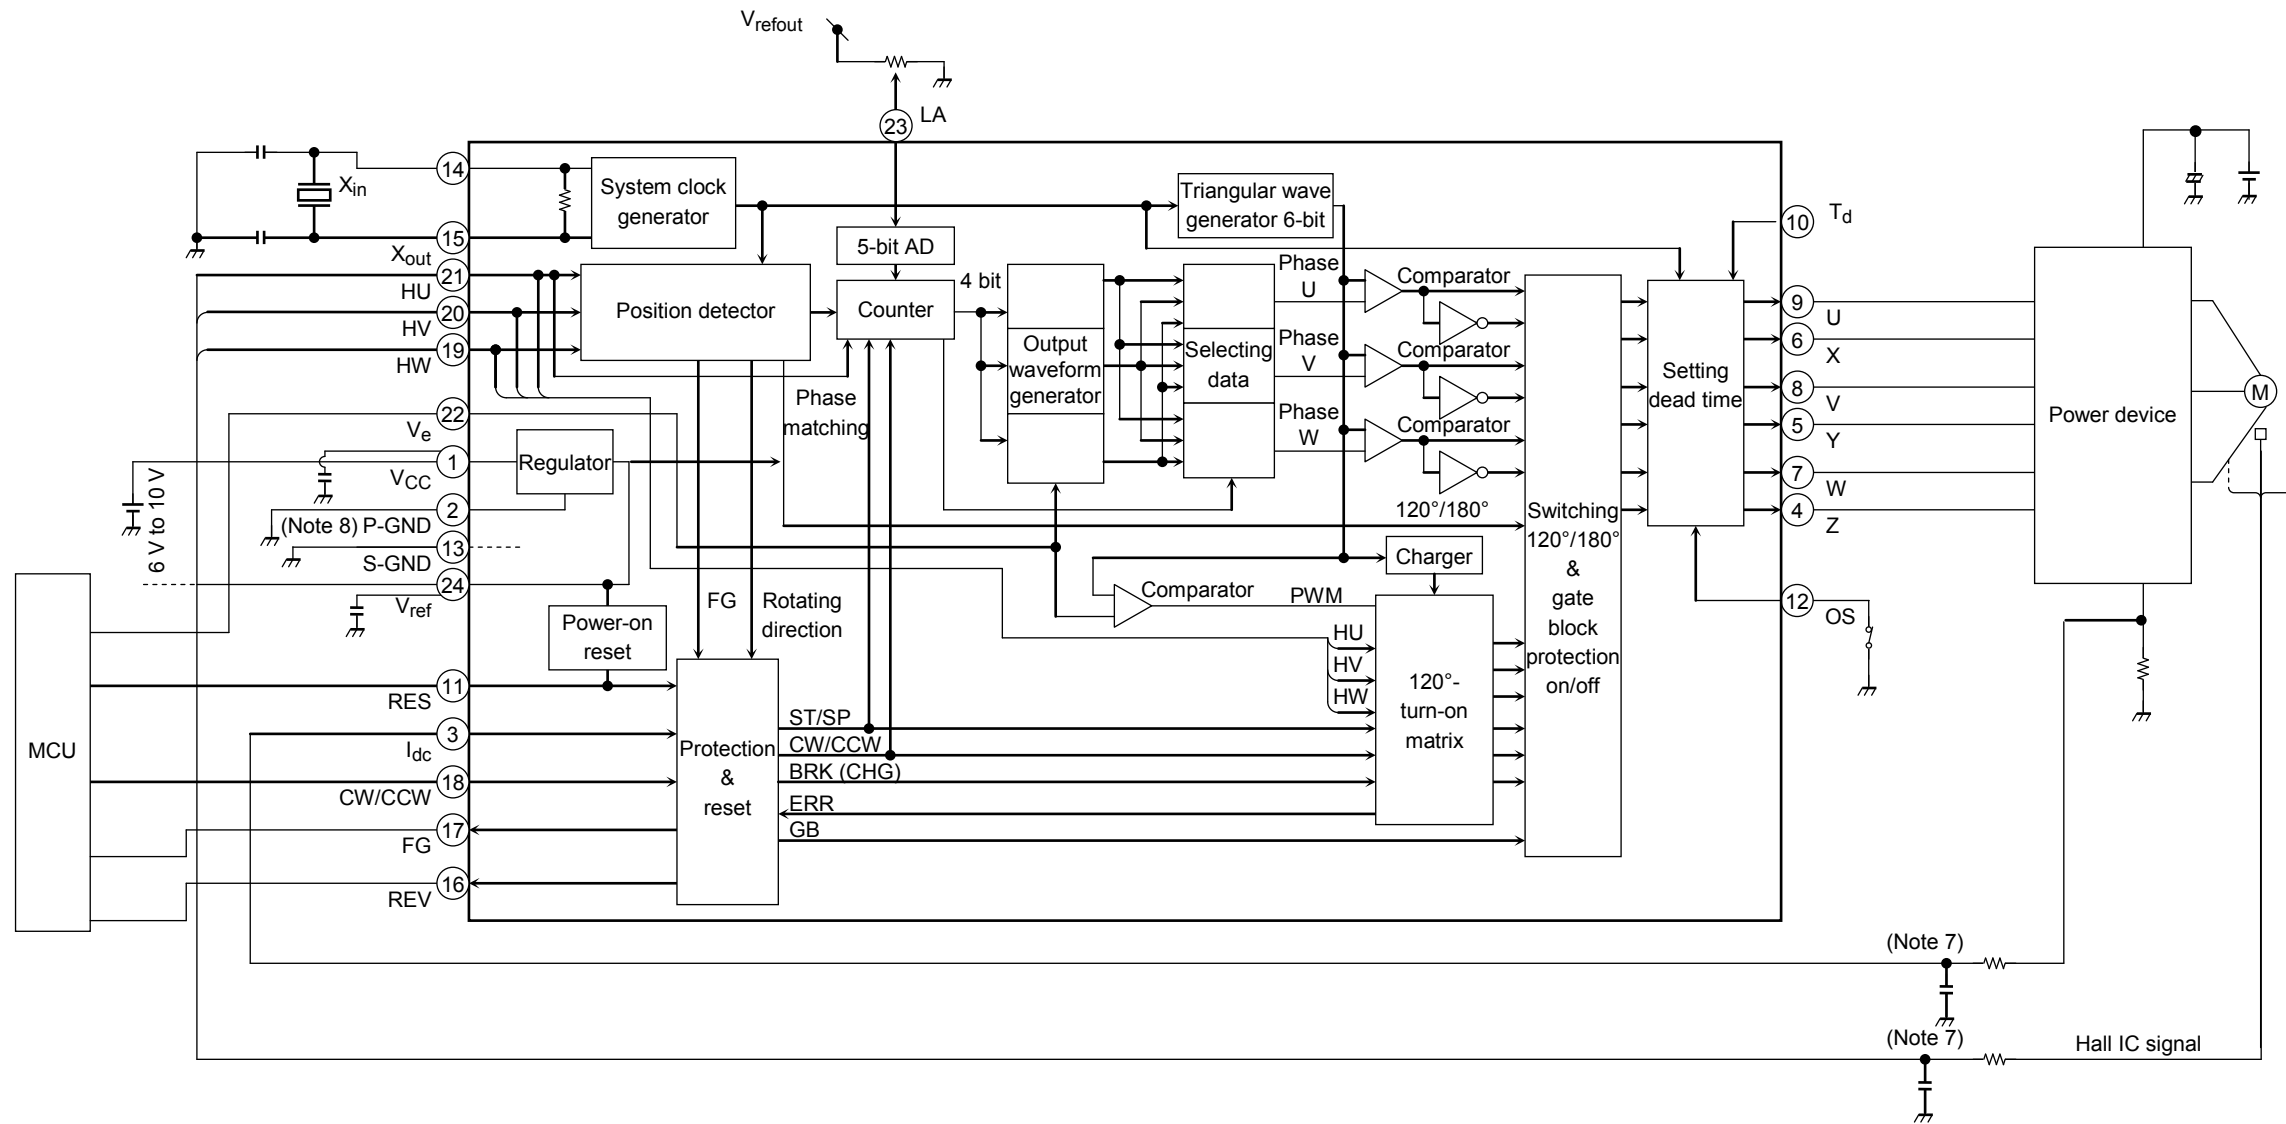 Vrefout
23
LA
14
Xin
System clock
generator
Triangular wave
generator 6-bit
10
Td
15
Xout
5-bit AD
21
HU
Position detector
Counter
4 bit
Phase
U
Comparator
9
U
20
HV
6
X
19
HW
Output
waveform
generator
Selecting
data
Phase
V
Comparator
Setting
dead time
8
V
M
Power device
Phase
matching
Phase
W
Comparator
5
Y
22
Ve
1
VCC
Regulator
7
W
6 V to 10 V
2
(Note 8) P-GND
120°/180°
4
Z
13
S-GND
Switching
120°/180°
&
gate
block
protection
on/off
Charger
24
Vref
FG
Rotating
direction
Comparator
PWM
12
OS
Power-on
reset
HU
HV
HW
120°-
turn-on
matrix
11
RES
MCU
3
Idc
Protection
&
reset
ST/SP
CW/CCW
BRK (CHG)
ERR
GB
18
CW/CCW
17
FG
16
REV
(Note 7)
(Note 7)
Hall IC signal